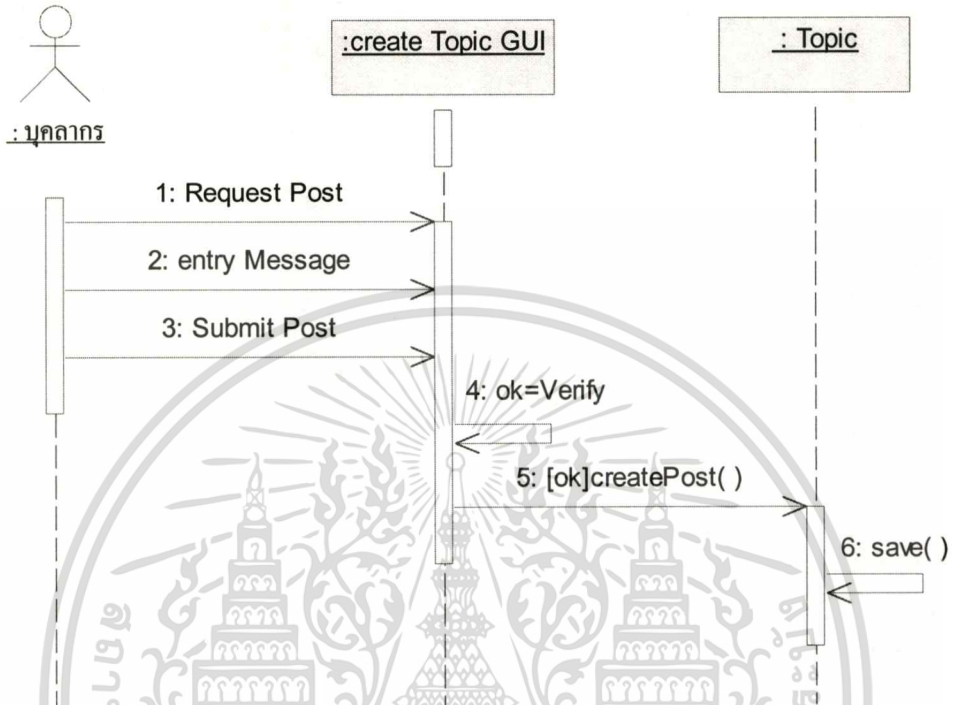 :create Topic GUI
: Topic
: บุคลากร
1: Request Post
2: entry Message
3: Submit Post
4: ok=Verify
5: [ok]createPost( )
6: save( )